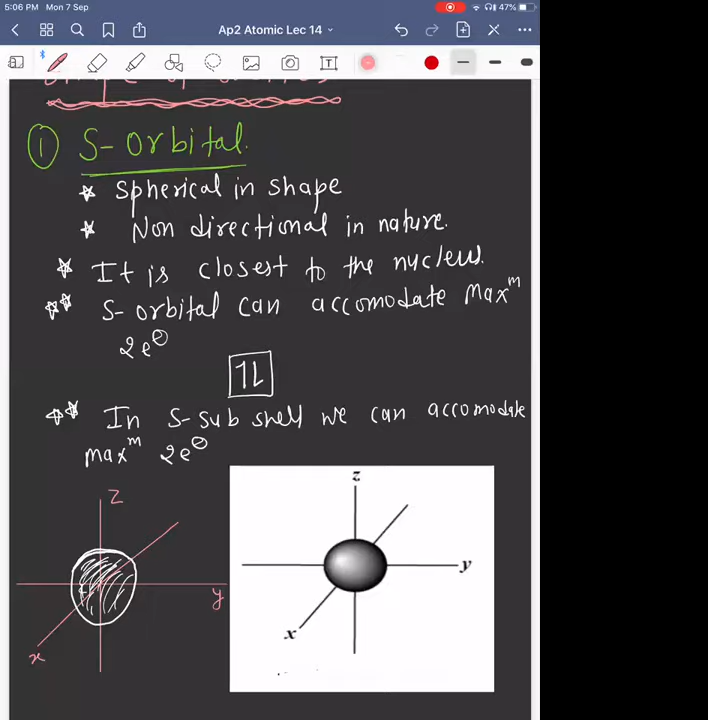 5:06 PM Mon 7 Sep
47%
Ap2 Atomic Lec 14
T
① S-Orbital.
Spherical in shape
Non directional in nature.
It is closest to the nucleus.
S-orbital can accomodate Maxᵐ
2e⊖
1L
In S-sub shell we can accomodate
maxᵐ 2e⊖
Z
y
x
z
y
x